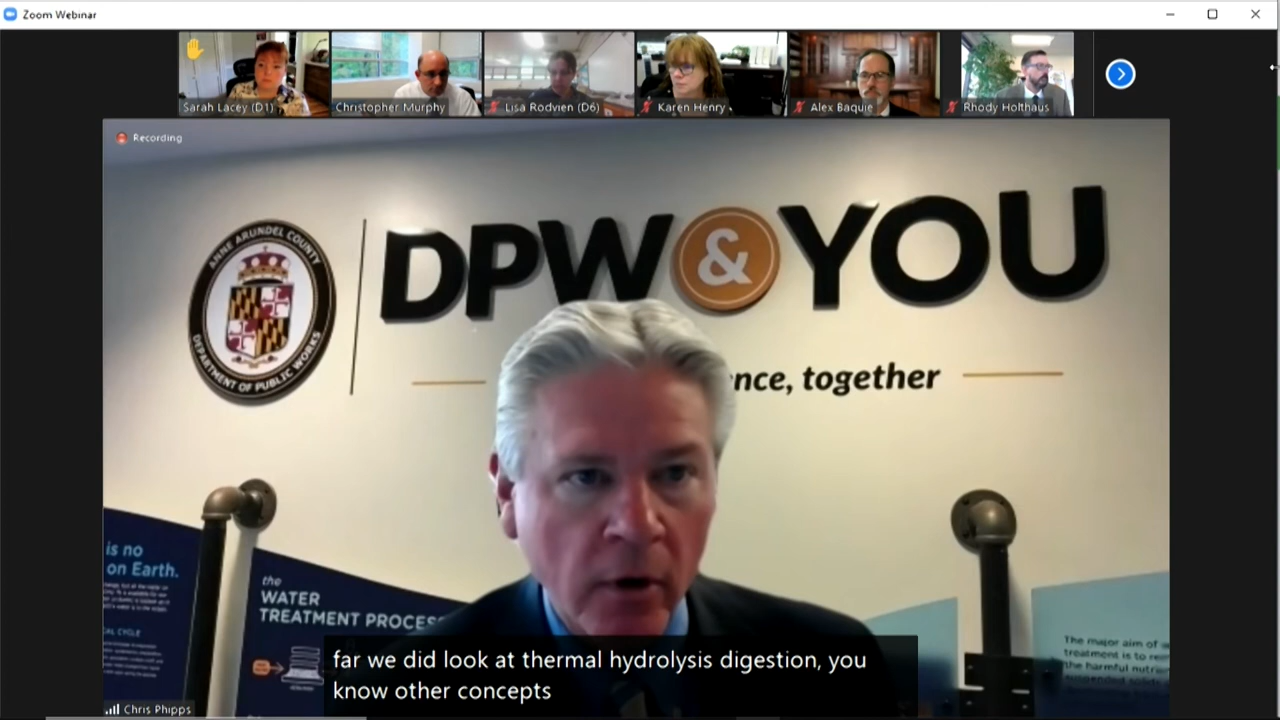 Zoom Webinar
Sarah Lacey (D1)
Christopher Murphy
Lisa Rodvien (D6)
Karen Henry
Alex Baquie
Rhody Holthaus
Recording
ANNE ARUNDEL COUNTY
DEPARTMENT OF PUBLIC WORKS
DPW & YOU
nce, together
is no
on Earth.
the
WATER
TREATMENT PROCESS
The major aim of
treatment is to
the harmful
suspended solids
far we did look at thermal hydrolysis digestion, you
know other concepts
Chris Phipps